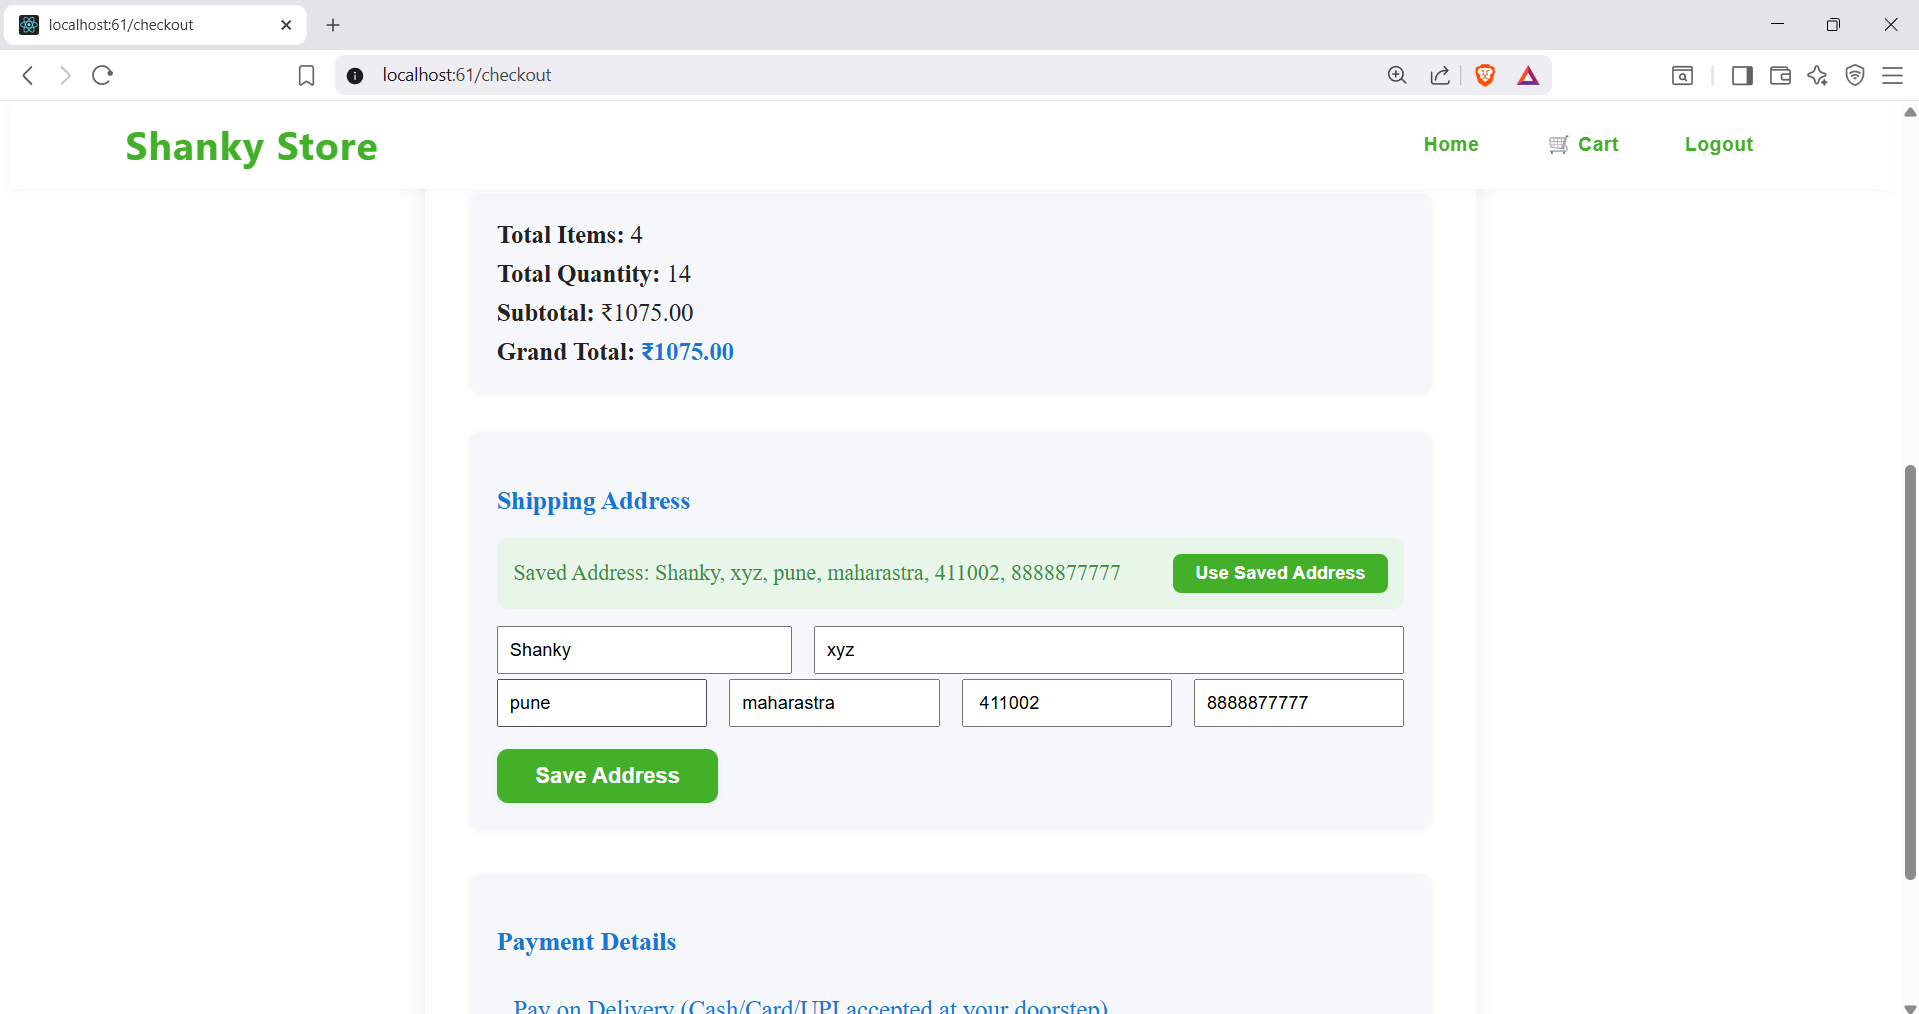 localhost:61/checkout
localhost:61/checkout
Shanky Store
Home
Cart
Logout
Total Items: 4
Total Quantity: 14
Subtotal: ₹1075.00
Grand Total: ₹1075.00
Shipping Address
Saved Address: Shanky, xyz, pune, maharastra, 411002, 8888877777
Use Saved Address
Shanky
xyz
pune
maharastra
411002
8888877777
Save Address
Payment Details
Pay on Delivery (Cash/Card/UPI accepted at your doorstep)